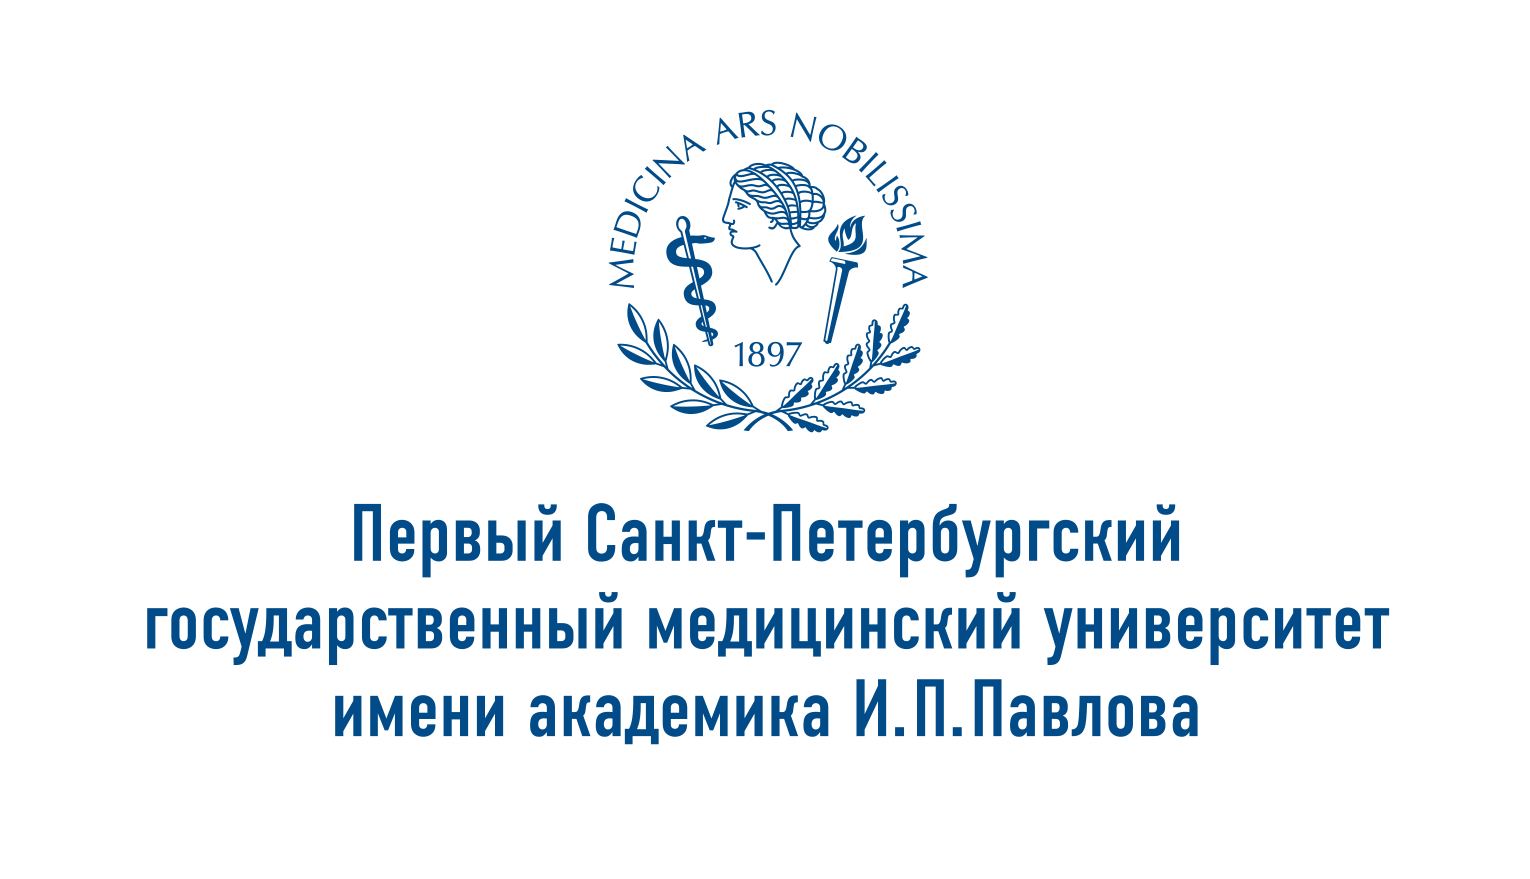 MEDICINA ARS NOBILISSIMA
1897
Первый Санкт-Петербургский
государственный медицинский университет
имени академика И.П.Павлова